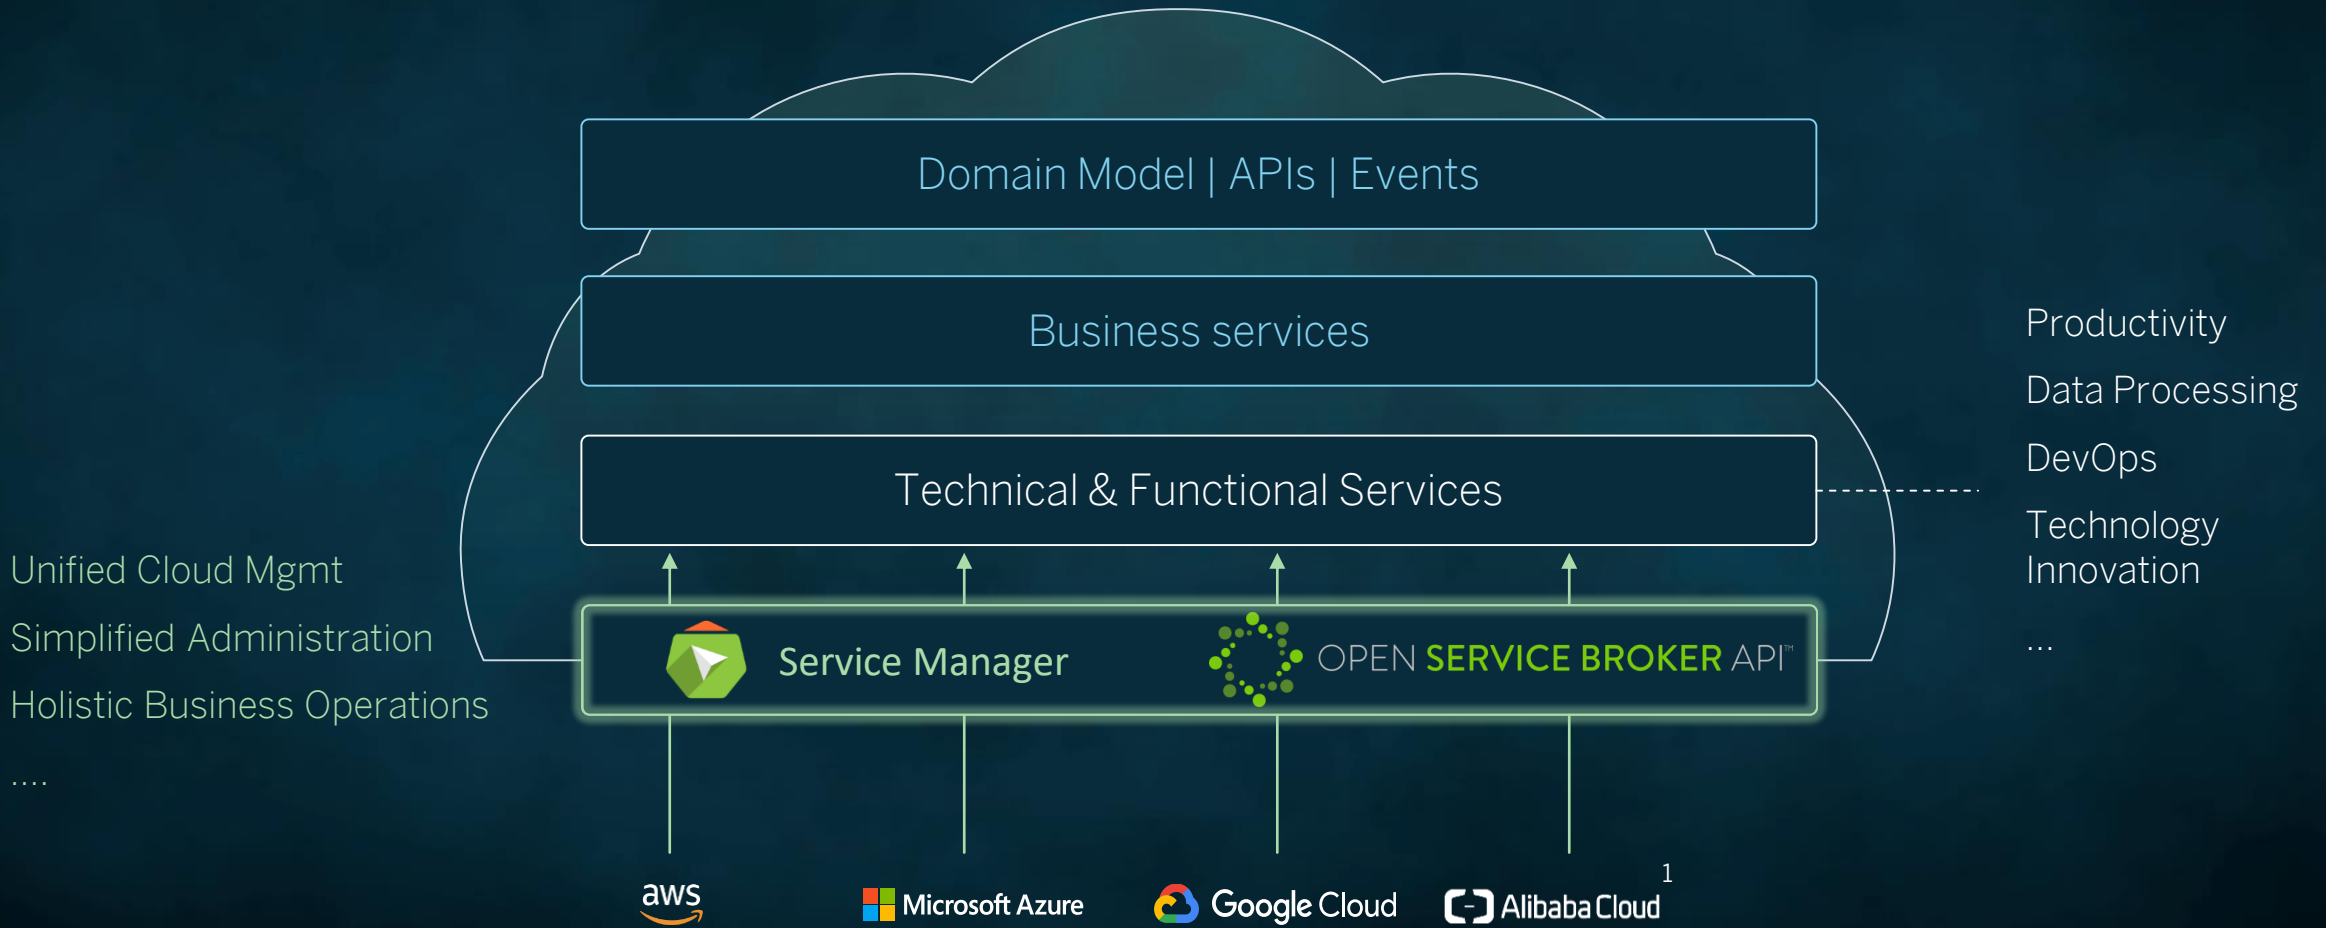 Domain Model | APIs | Events
Business services
Technical & Functional Services
Productivity
Data Processing
DevOps
Technology
Innovation
...
Unified Cloud Mgmt
Simplified Administration
Holistic Business Operations
....
Service Manager
OPEN SERVICE BROKER API™
aws
Microsoft Azure
Google Cloud
Alibaba Cloud 1